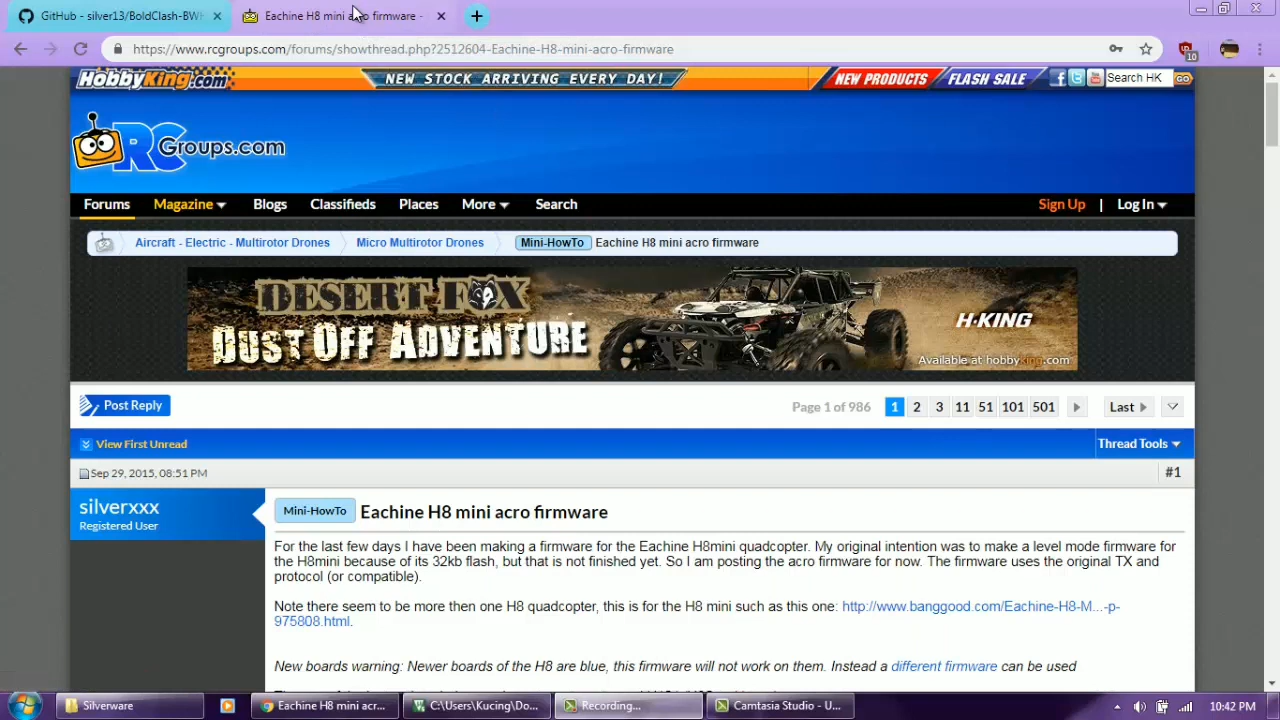 GitHub - silver13/BoldClash-BWH
Eachine H8 mini acro firmware -
https://www.rcgroups.com/forums/showthread.php?2512604-Eachine-H8-mini-acro-firmware
10
HobbyKing.com
NEW STOCK ARRIVING EVERY DAY!
NEW PRODUCTS
FLASH SALE
Search HK
GO
RCGroups.com
Forums
Magazine
Blogs
Classifieds
Places
More
Search
Sign Up
|
Log In
Aircraft - Electric - Multirotor Drones
Micro Multirotor Drones
Mini-HowTo
Eachine H8 mini acro firmware
DESERT FOX
DUST OFF ADVENTURE
H-KING
Available at hobbyking.com
Post Reply
Page 1 of 986
1 2 3 11 51 101 501
Last
View First Unread
Thread Tools
Sep 29, 2015, 08:51 PM
#1
silverxxx
Registered User
Mini-HowTo
Eachine H8 mini acro firmware
For the last few days I have been making a firmware for the Eachine H8mini quadcopter. My original intention was to make a level mode firmware for
the H8mini because of its 32kb flash, but that is not finished yet. So I am posting the acro firmware for now. The firmware uses the original TX and
protocol (or compatible).
Note there seem to be more then one H8 quadcopter, this is for the H8 mini such as this one: http://www.banggood.com/Eachine-H8-M...-p-
975808.html.
New boards warning: Newer boards of the H8 are blue, this firmware will not work on them. Instead a different firmware can be used
Silverware
Eachine H8 mini acr...
C:\Users\Kucing\Do...
Recording...
Camtasia Studio - U...
10:42 PM